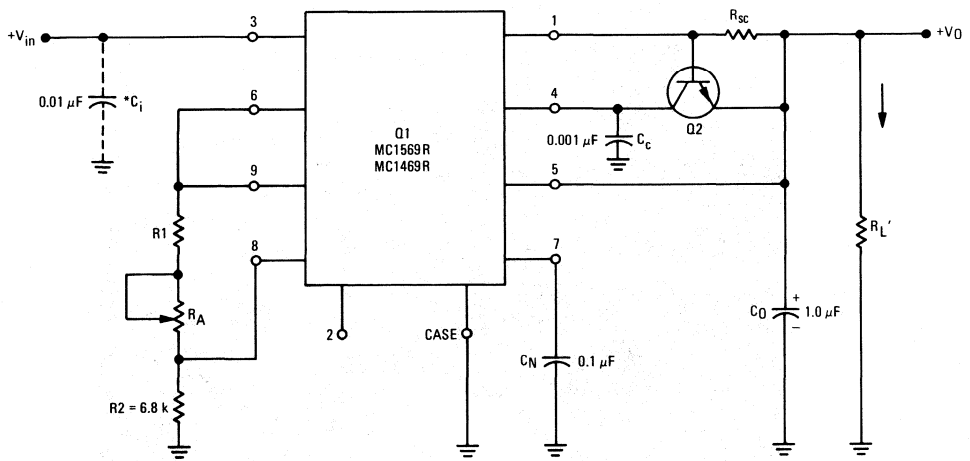 +Vin
3
1
Rsc
+VO
0.01 μF
*Ci
6
4
Q1
MC1569R
MC1469R
Q2
0.001 μF
Cc
9
5
R1
RL'
8
7
RA
2
CASE
CN
0.1 μF
CO
+
1.0 μF
–
R2 = 6.8 k